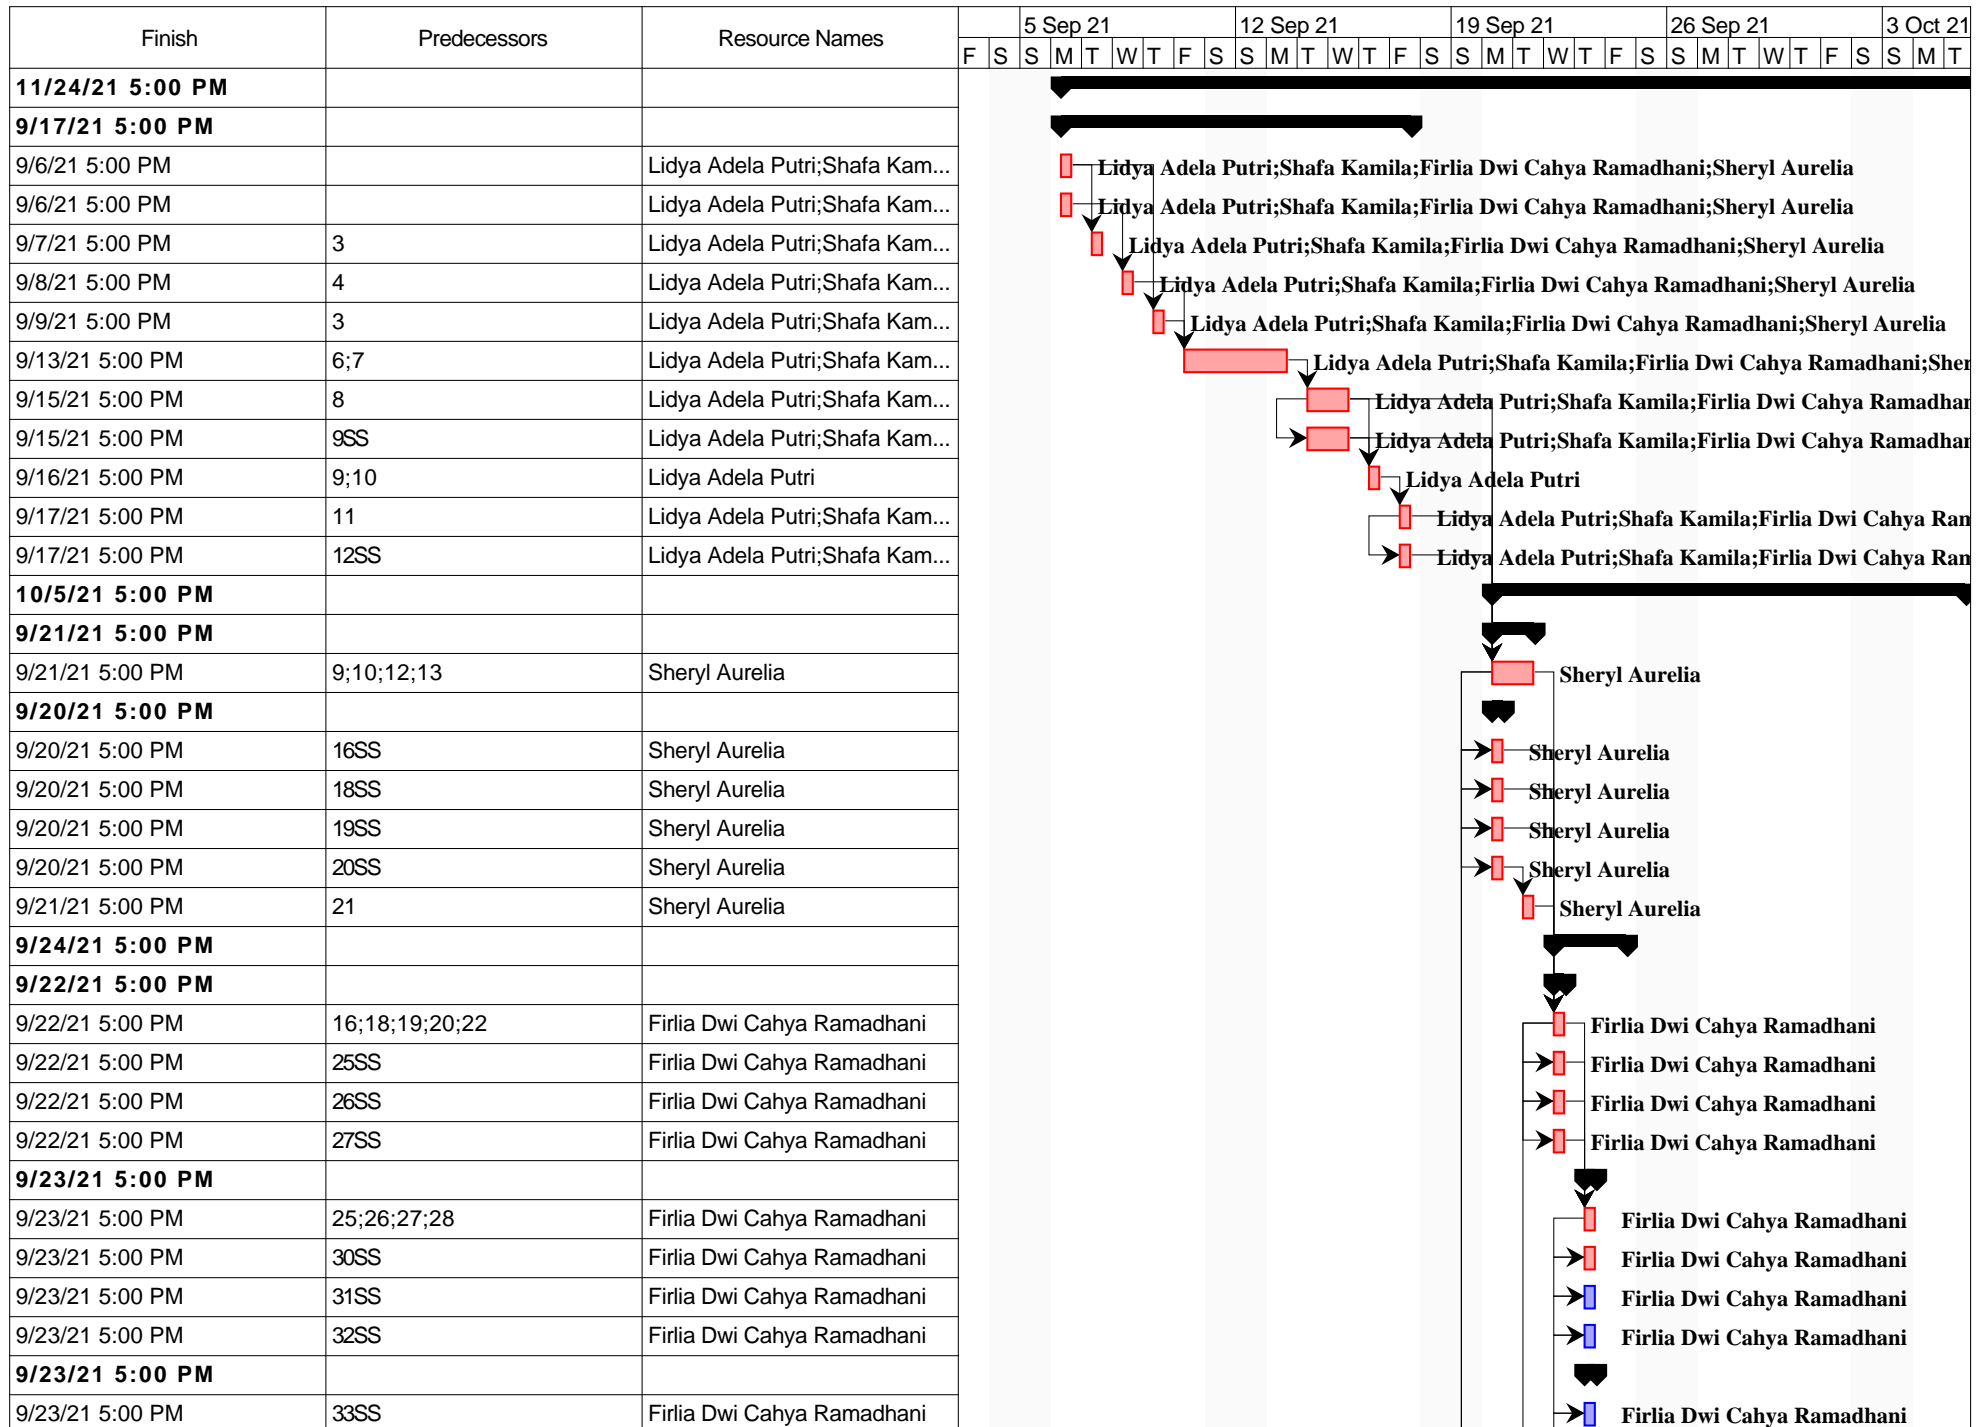 Finish Predecessors Resource Names 5 Sep 21 12 Sep 21 19 Sep 21 26 Sep 21 3 Oct 21
F S S M T W T F S S M T W T F S S M T W T F S S M T W T F S S M T
11/24/21 5:00 PM
9/17/21 5:00 PM
9/6/21 5:00 PM Lidya Adela Putri;Shafa Kam... Lidya Adela Putri;Shafa Kamila;Firlia Dwi Cahya Ramadhani;Sheryl Aurelia
9/6/21 5:00 PM Lidya Adela Putri;Shafa Kam... Lidya Adela Putri;Shafa Kamila;Firlia Dwi Cahya Ramadhani;Sheryl Aurelia
9/7/21 5:00 PM 3 Lidya Adela Putri;Shafa Kam... Lidya Adela Putri;Shafa Kamila;Firlia Dwi Cahya Ramadhani;Sheryl Aurelia
9/8/21 5:00 PM 4 Lidya Adela Putri;Shafa Kam... Lidya Adela Putri;Shafa Kamila;Firlia Dwi Cahya Ramadhani;Sheryl Aurelia
9/9/21 5:00 PM 3 Lidya Adela Putri;Shafa Kam... Lidya Adela Putri;Shafa Kamila;Firlia Dwi Cahya Ramadhani;Sheryl Aurelia
9/13/21 5:00 PM 6;7 Lidya Adela Putri;Shafa Kam... Lidya Adela Putri;Shafa Kamila;Firlia Dwi Cahya Ramadhani;Sher
9/15/21 5:00 PM 8 Lidya Adela Putri;Shafa Kam... Lidya Adela Putri;Shafa Kamila;Firlia Dwi Cahya Ramadhan
9/15/21 5:00 PM 9SS Lidya Adela Putri;Shafa Kam... Lidya Adela Putri;Shafa Kamila;Firlia Dwi Cahya Ramadhan
9/16/21 5:00 PM 9;10 Lidya Adela Putri Lidya Adela Putri
9/17/21 5:00 PM 11 Lidya Adela Putri;Shafa Kam... Lidya Adela Putri;Shafa Kamila;Firlia Dwi Cahya Ram
9/17/21 5:00 PM 12SS Lidya Adela Putri;Shafa Kam... Lidya Adela Putri;Shafa Kamila;Firlia Dwi Cahya Ram
10/5/21 5:00 PM
9/21/21 5:00 PM
9/21/21 5:00 PM 9;10;12;13 Sheryl Aurelia Sheryl Aurelia
9/20/21 5:00 PM
9/20/21 5:00 PM 16SS Sheryl Aurelia Sheryl Aurelia
9/20/21 5:00 PM 18SS Sheryl Aurelia Sheryl Aurelia
9/20/21 5:00 PM 19SS Sheryl Aurelia Sheryl Aurelia
9/20/21 5:00 PM 20SS Sheryl Aurelia Sheryl Aurelia
9/21/21 5:00 PM 21 Sheryl Aurelia Sheryl Aurelia
9/24/21 5:00 PM
9/22/21 5:00 PM
9/22/21 5:00 PM 16;18;19;20;22 Firlia Dwi Cahya Ramadhani Firlia Dwi Cahya Ramadhani
9/22/21 5:00 PM 25SS Firlia Dwi Cahya Ramadhani Firlia Dwi Cahya Ramadhani
9/22/21 5:00 PM 26SS Firlia Dwi Cahya Ramadhani Firlia Dwi Cahya Ramadhani
9/22/21 5:00 PM 27SS Firlia Dwi Cahya Ramadhani Firlia Dwi Cahya Ramadhani
9/23/21 5:00 PM
9/23/21 5:00 PM 25;26;27;28 Firlia Dwi Cahya Ramadhani Firlia Dwi Cahya Ramadhani
9/23/21 5:00 PM 30SS Firlia Dwi Cahya Ramadhani Firlia Dwi Cahya Ramadhani
9/23/21 5:00 PM 31SS Firlia Dwi Cahya Ramadhani Firlia Dwi Cahya Ramadhani
9/23/21 5:00 PM 32SS Firlia Dwi Cahya Ramadhani Firlia Dwi Cahya Ramadhani
9/23/21 5:00 PM
9/23/21 5:00 PM 33SS Firlia Dwi Cahya Ramadhani Firlia Dwi Cahya Ramadhani